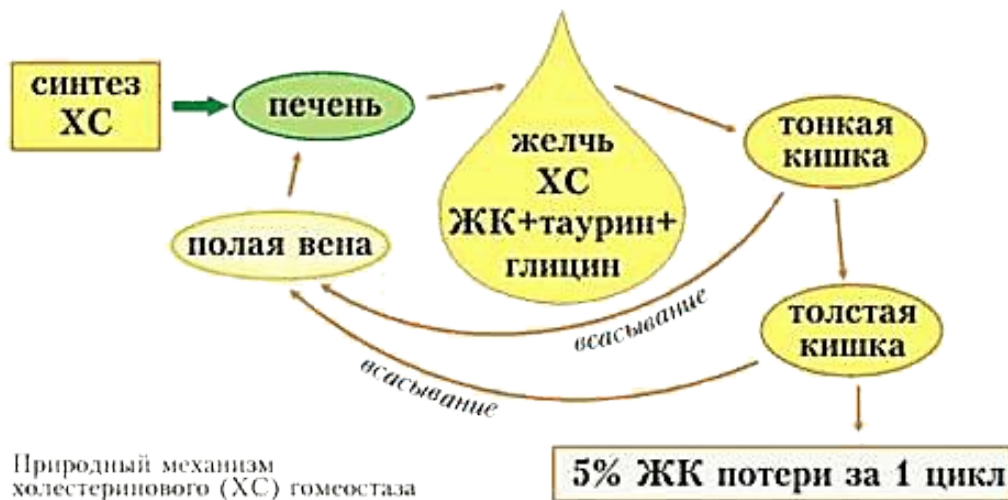 синтез
ХС
печень
желчь
ХС
ЖК+таурин+
глицин
тонкая
кишка
полая вена
всасывание
толстая
кишка
всасывание
Природный механизм
холестеринового (ХС) гомеостаза
5% ЖК потери за 1 цикл